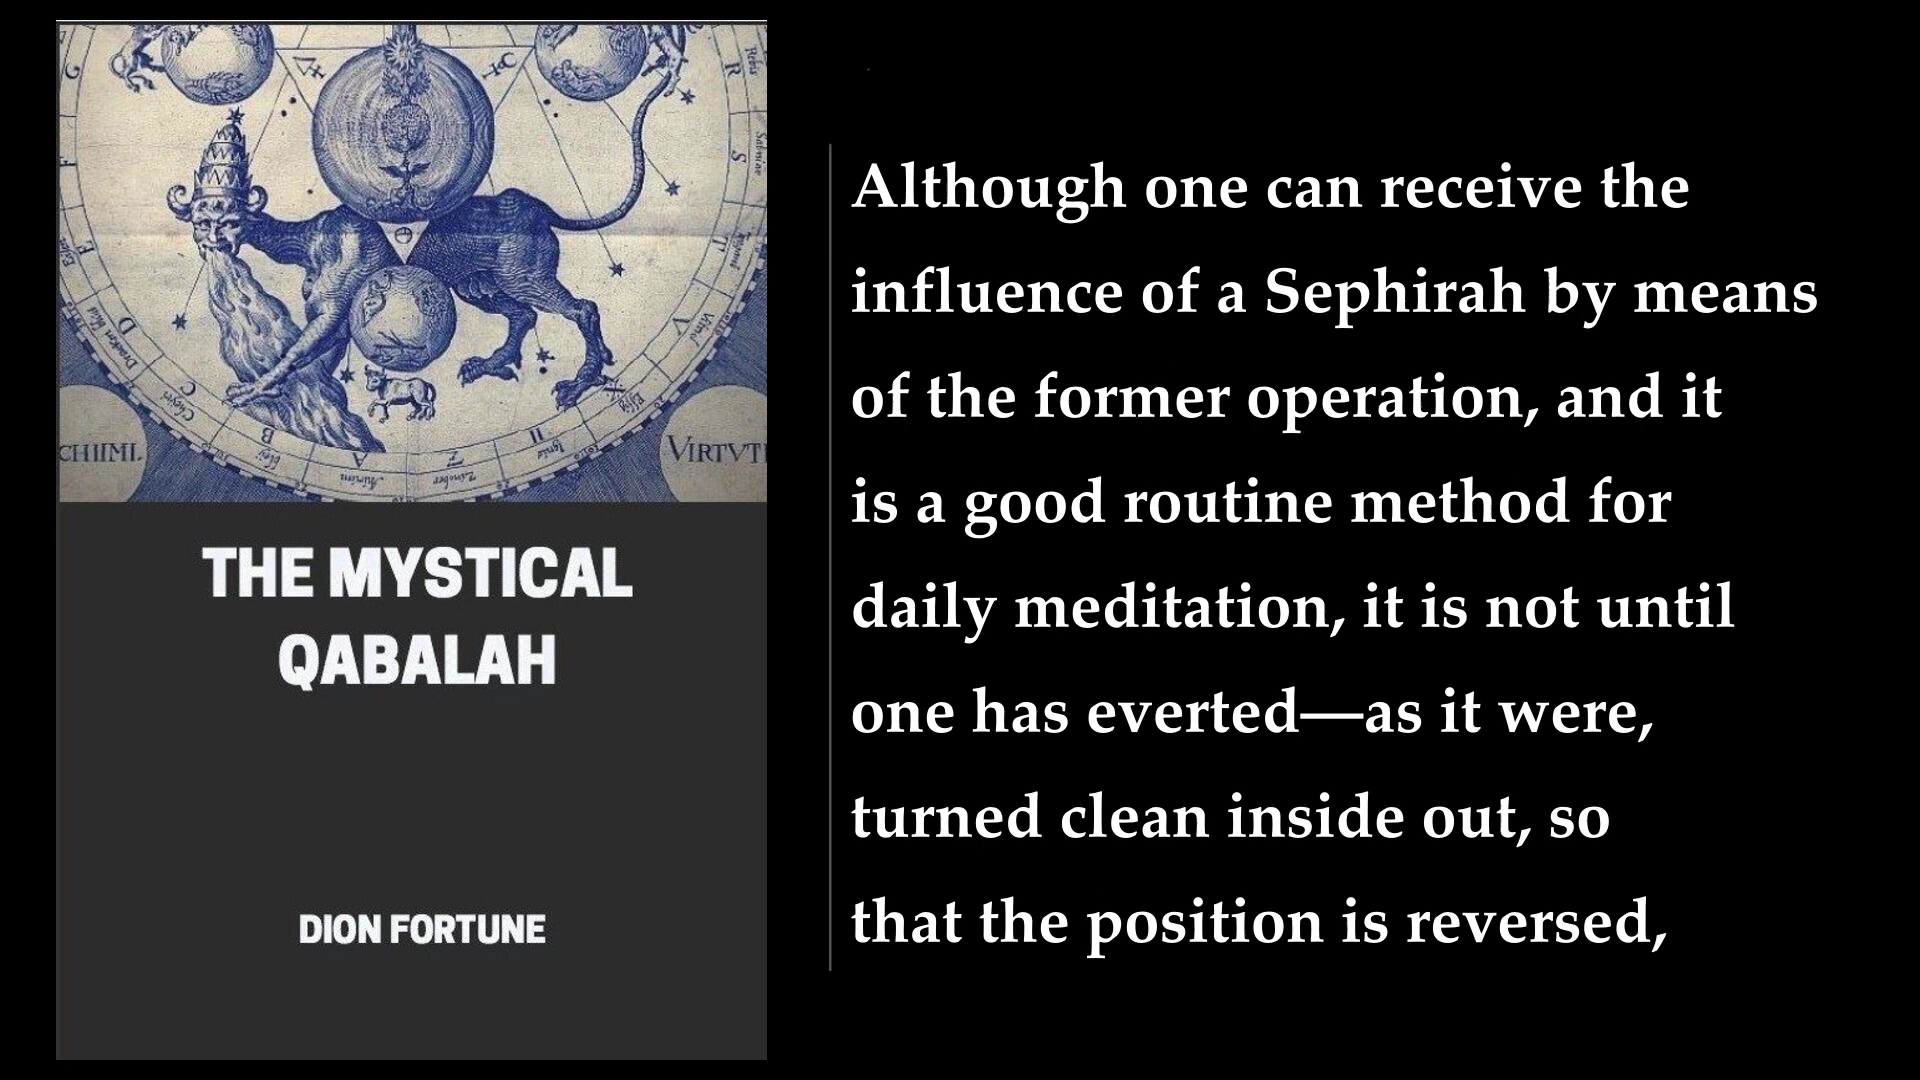 CHIMI.
VIRTVTI
THE MYSTICAL
QABALAH
DION FORTUNE
Although one can receive the
influence of a Sephirah by means
of the former operation, and it
is a good routine method for
daily meditation, it is not until
one has everted—as it were,
turned clean inside out, so
that the position is reversed,